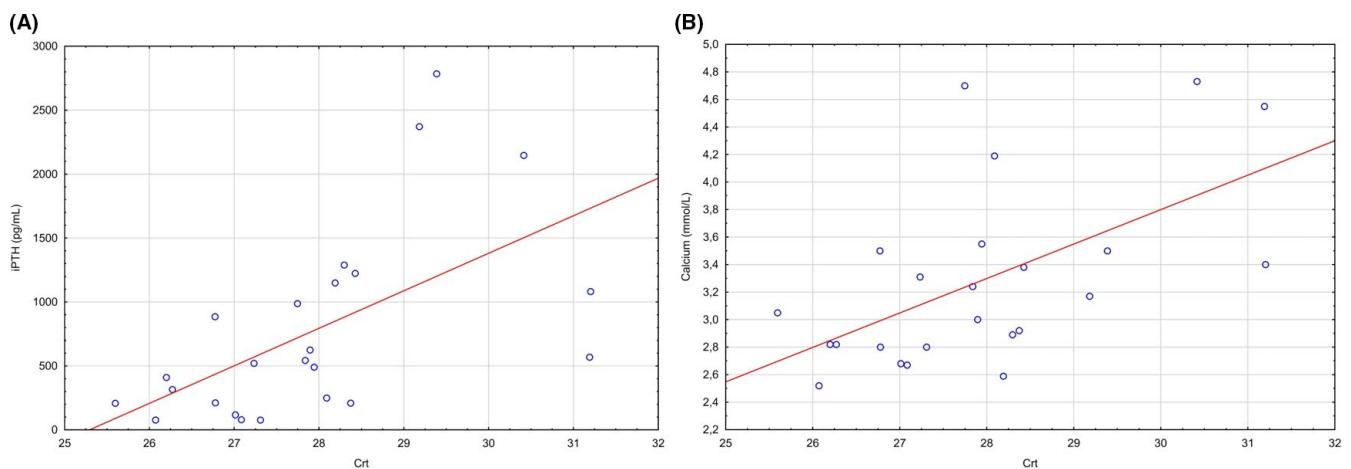 (A)
3000
2500
2000
1500
1000
500
0
iPTH (pg/mL)
25 26 27 28 29 30 31 32
Crt
(B)
5,0
4,8
4,6
4,4
4,2
4,0
3,8
3,6
3,4
3,2
3,0
2,8
2,6
2,4
2,2
Calcium (mmol/L)
25 26 27 28 29 30 31 32
Crt